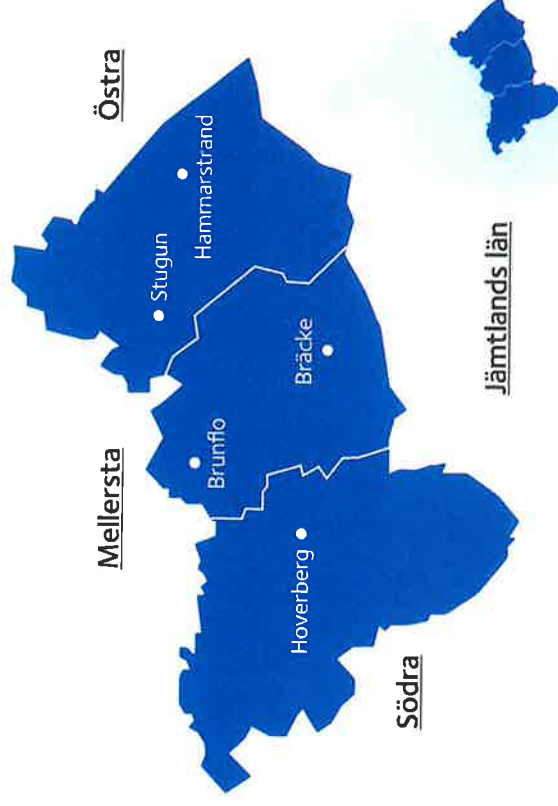 Östra
Mellersta
Stugun
Hammarstrand
Brunflo
Bräcke
Hoverberg
Södra
Jämtlands län